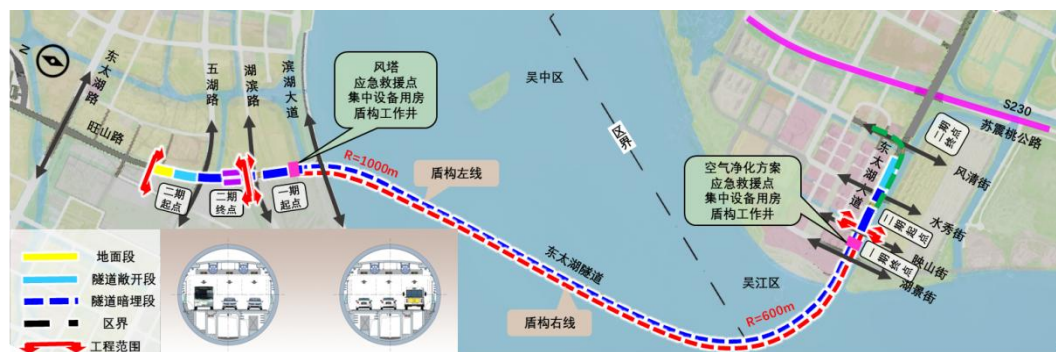 N
东太湖路
五湖路
湖滨路
滨湖大道
旺山路
风塔
应急救援点
集中设备用房
盾构工作井
二期
起点
二期
终点
一期
起点
R=1000m
盾构左线
盾构右线
东太湖隧道
吴中区
区界
吴江区
R=600m
空气净化方案
应急救援点
集中设备用房
盾构工作井
东太湖大道
S230
苏震桃公路
风清街
水秀街
映山街
湖景街
地面段
隧道敞开段
隧道暗埋段
区界
工程范围